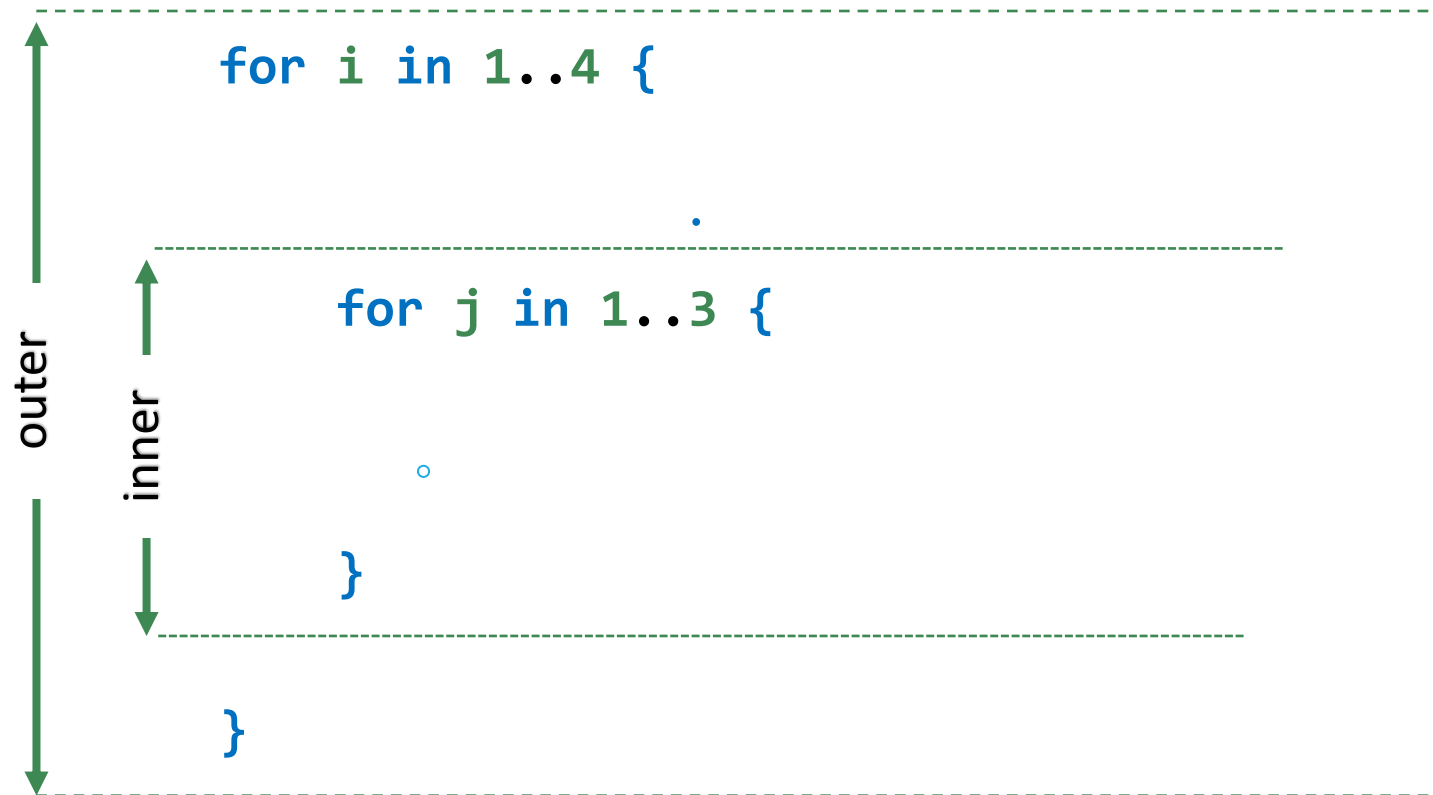 for i in 1..4 {
for j in 1..3 {
outer
inner
}
}